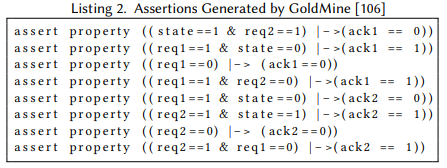 Listing 2. Assertions Generated by GoldMine [106]
assert property ((state==1 & req2==1) |->(ack1 == 0))
assert property ((req1==1 & state==0) |->(ack1 == 1))
assert property ((req1==0) |-> (ack1==0))
assert property ((req1==1 & req2==0) |->(ack1 == 1))
assert property ((req1==1 & state==0) |->(ack2 == 0))
assert property ((req2==1 & state==1) |->(ack2 == 1))
assert property ((req2==0) |-> (ack2==0))
assert property ((req2==1 & req1==0) |->(ack2 == 1))